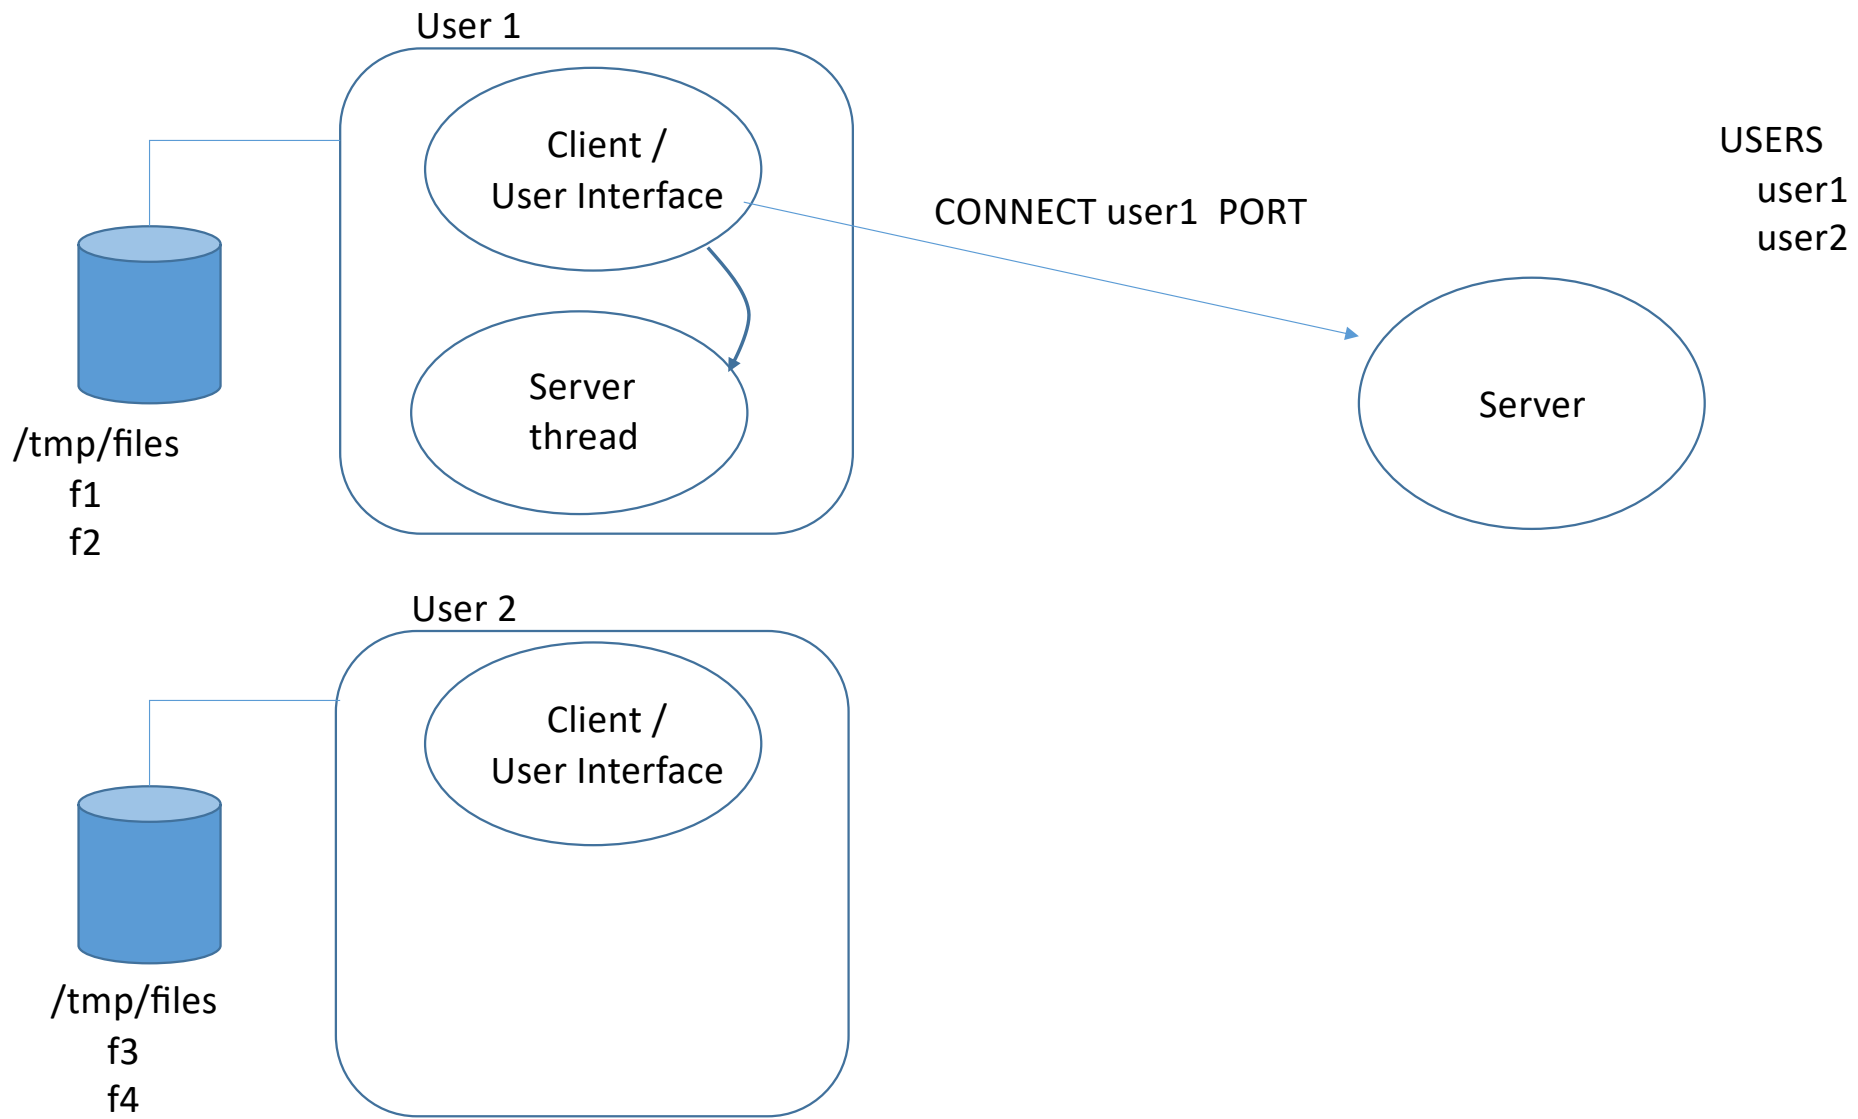 User 1
Client /
User Interface
Server
thread
/tmp/files
f1
f2
CONNECT user1  PORT
USERS
user1
user2
Server
User 2
Client /
User Interface
/tmp/files
f3
f4